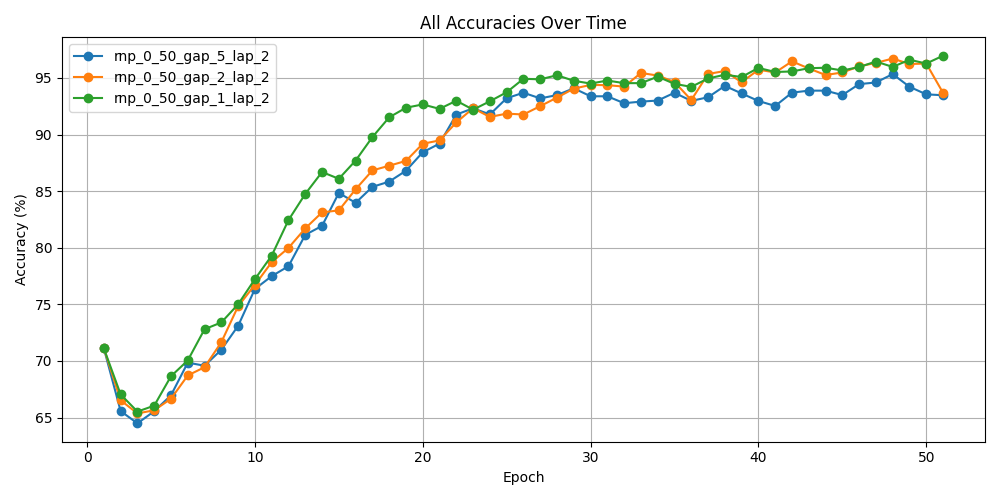 All Accuracies Over Time
rnp_0_50_gap_5_lap_2
rnp_0_50_gap_2_lap_2
rnp_0_50_gap_1_lap_2
Accuracy (%)
95
90
85
80
75
70
65
0 10 20 30 40 50
Epoch